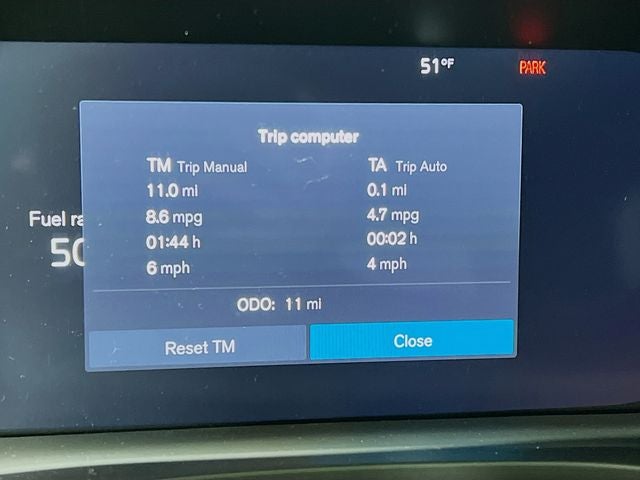 51°F PARK
Trip computer
TM Trip Manual TA Trip Auto
11.0 mi 0.1 mi
8.6 mpg 4.7 mpg
01:44 h 00:02 h
6 mph 4 mph
Fuel
ODO: 11 mi
Reset TM Close